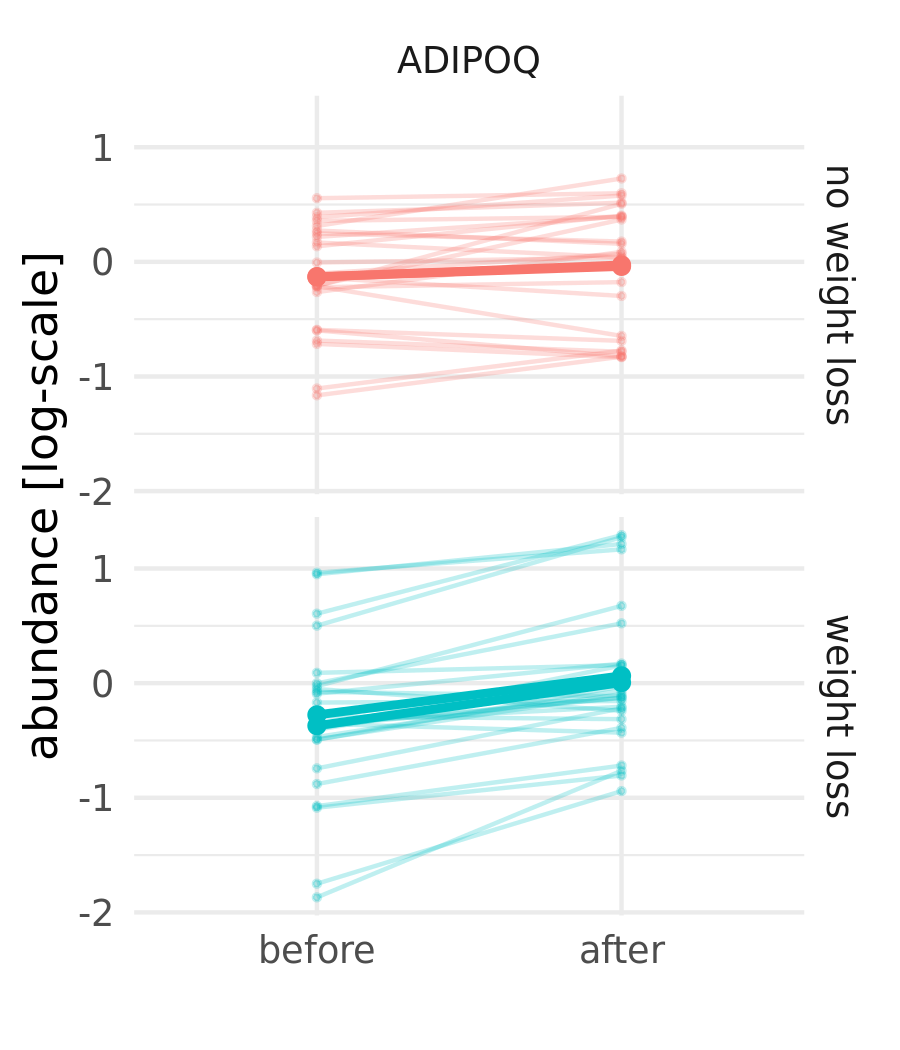 ADIPOQ
abundance [log-scale]
1
0
-1
-2
no weight loss
1
0
-1
-2
weight loss
before
after